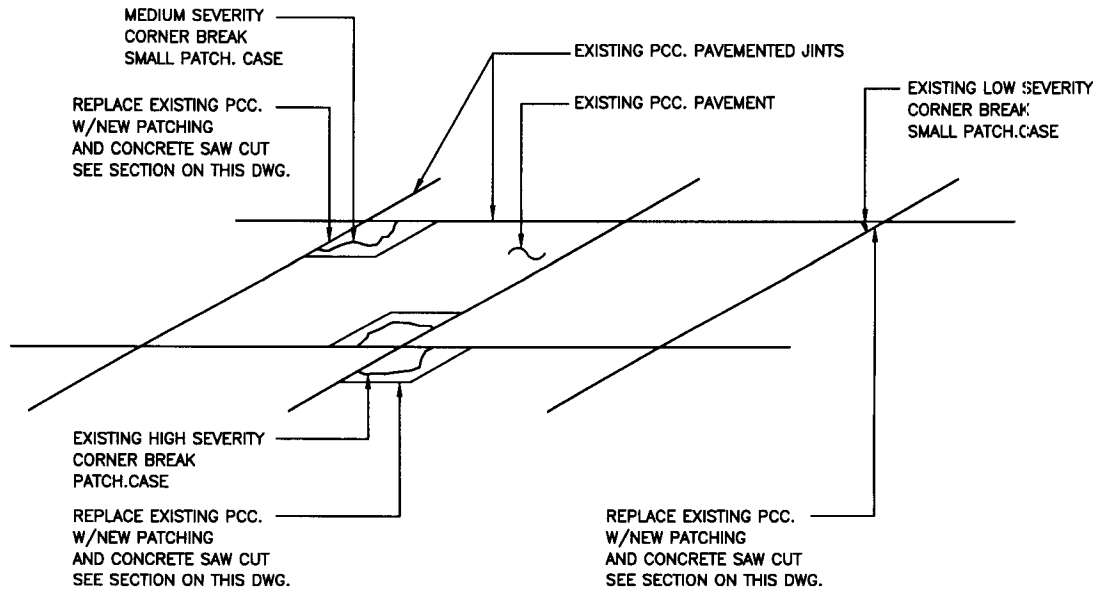 MEDIUM SEVERITY
CORNER BREAK
SMALL PATCH. CASE
EXISTING PCC. PAVEMENTED JINTS
EXISTING PCC. PAVEMENT
EXISTING LOW SEVERITY
CORNER BREAK
SMALL PATCH.CASE
REPLACE EXISTING PCC.
W/NEW PATCHING
AND CONCRETE SAW CUT
SEE SECTION ON THIS DWG.
EXISTING HIGH SEVERITY
CORNER BREAK
PATCH.CASE
REPLACE EXISTING PCC.
W/NEW PATCHING
AND CONCRETE SAW CUT
SEE SECTION ON THIS DWG.
REPLACE EXISTING PCC.
W/NEW PATCHING
AND CONCRETE SAW CUT
SEE SECTION ON THIS DWG.